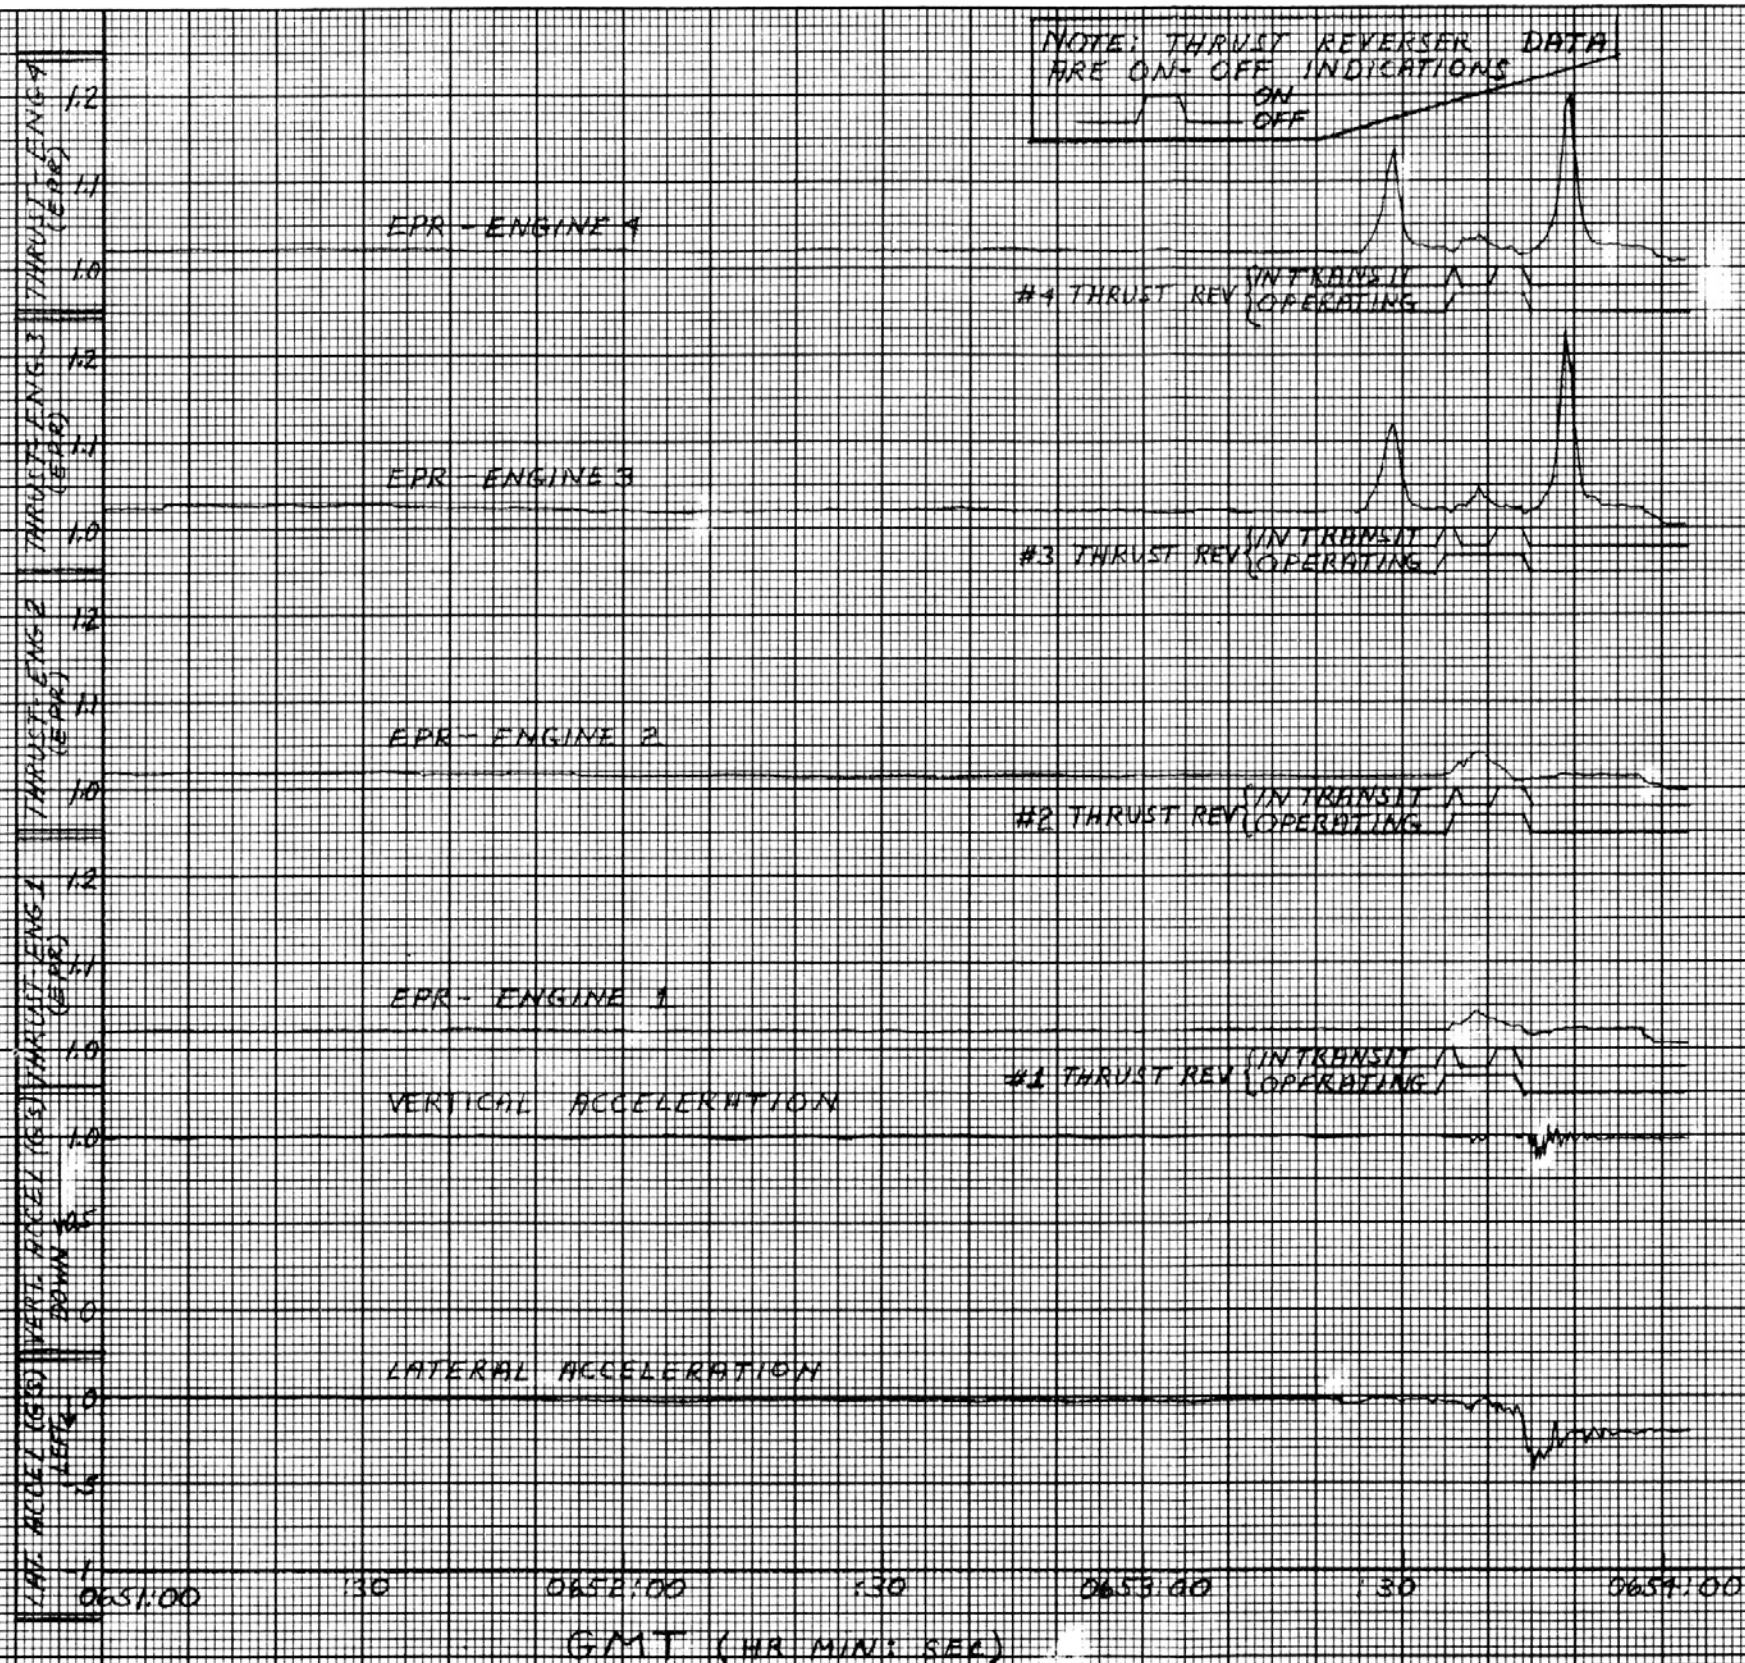 NOTE: THRUST REVERSER DATA
ARE ON-OFF INDICATIONS
ON
OFF
THRUST-ENG 4
(EPR)
1.2
1.1
1.0
EPR - ENGINE 4
#4 THRUST REV
IN TRANSIT
OPERATING
THRUST-ENG 3
(EPR)
1.2
1.1
1.0
EPR - ENGINE 3
#3 THRUST REV
IN TRANSIT
OPERATING
THRUST-ENG 2
(EPR)
1.2
1.1
1.0
EPR - ENGINE 2
#2 THRUST REV
IN TRANSIT
OPERATING
THRUST-ENG 1
(EPR)
1.2
1.1
1.0
EPR - ENGINE 1
#1 THRUST REV
IN TRANSIT
OPERATING
VERT. ACCEL (G'S)
DOWN
1.0
0.5
0
VERTICAL ACCELERATION
LAT. ACCEL (G'S)
LEFT
0
.5
-1
LATERAL ACCELERATION
0651:00 :30 0652:00 :30 0653:00 :30 0654:00
GMT (HR MIN: SEC)